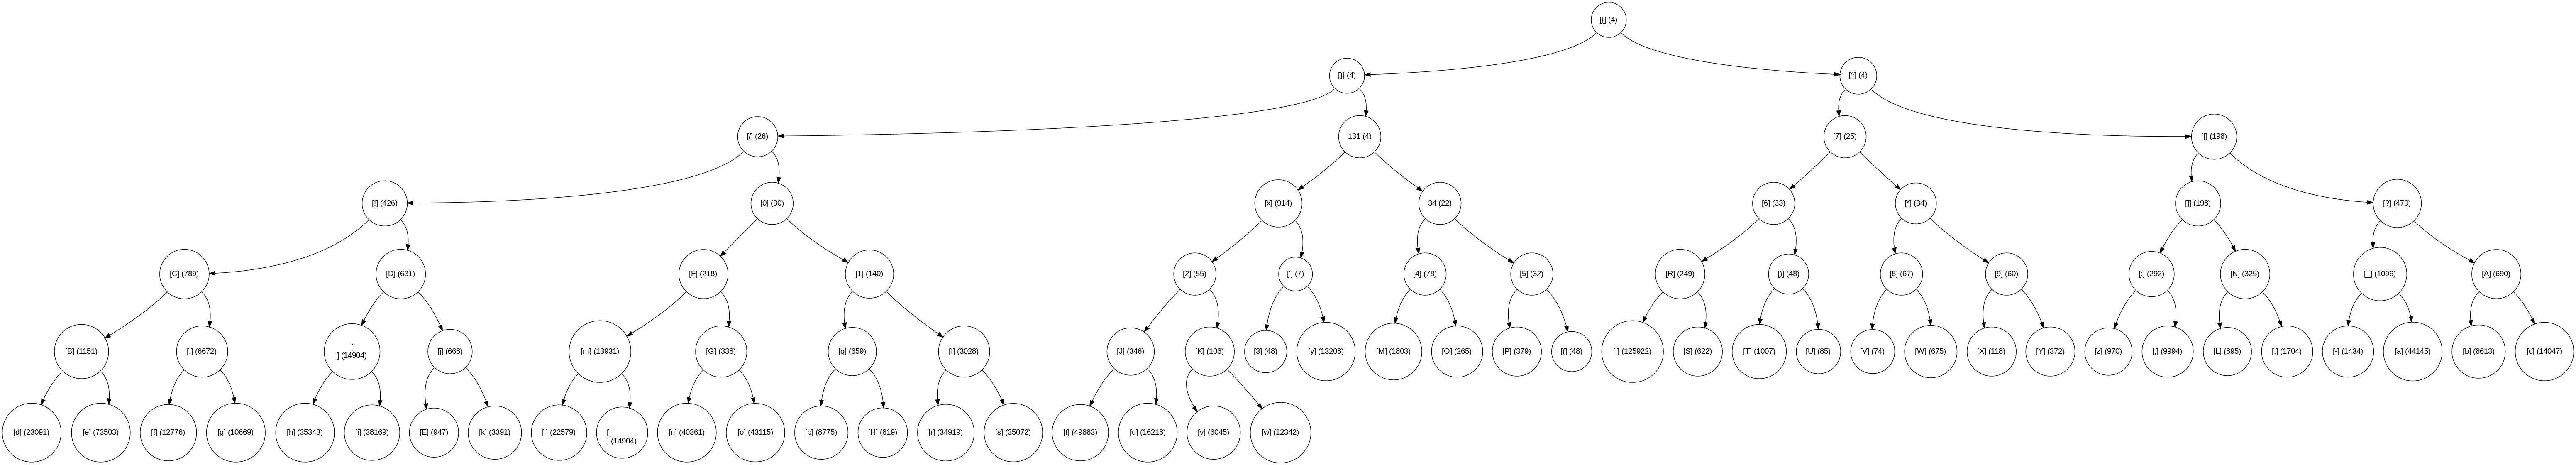 [(] (4)
[}] (4)
[^] (4)
[/] (26)
131 (4)
[7] (25)
[[] (198)
[!] (426)
[0] (30)
[x] (914)
34 (22)
[6] (33)
[*] (34)
[]] (198)
[?] (479)
[C] (789)
[D] (631)
[F] (218)
[1] (140)
[2] (55)
['] (7)
[4] (78)
[5] (32)
[R] (249)
[)] (48)
[8] (67)
[9] (60)
[:] (292)
[N] (325)
[_] (1096)
[A] (690)
[B] (1151)
[.] (6672)
[
] (14904)
[j] (668)
[m] (13931)
[G] (338)
[q] (659)
[I] (3028)
[J] (346)
[K] (106)
[3] (48)
[y] (13208)
[M] (1803)
[O] (265)
[P] (379)
[(] (48)
[ ] (125922)
[S] (622)
[T] (1007)
[U] (85)
[V] (74)
[W] (675)
[X] (118)
[Y] (372)
[z] (970)
[,] (9994)
[L] (895)
[;] (1704)
[-] (1434)
[a] (44145)
[b] (8613)
[c] (14047)
[d] (23091)
[e] (73503)
[f] (12776)
[g] (10669)
[h] (35343)
[i] (38169)
[E] (947)
[k] (3391)
[l] (22579)
[
] (14904)
[n] (40361)
[o] (43115)
[p] (8775)
[H] (819)
[r] (34919)
[s] (35072)
[t] (49883)
[u] (16218)
[v] (6045)
[w] (12342)